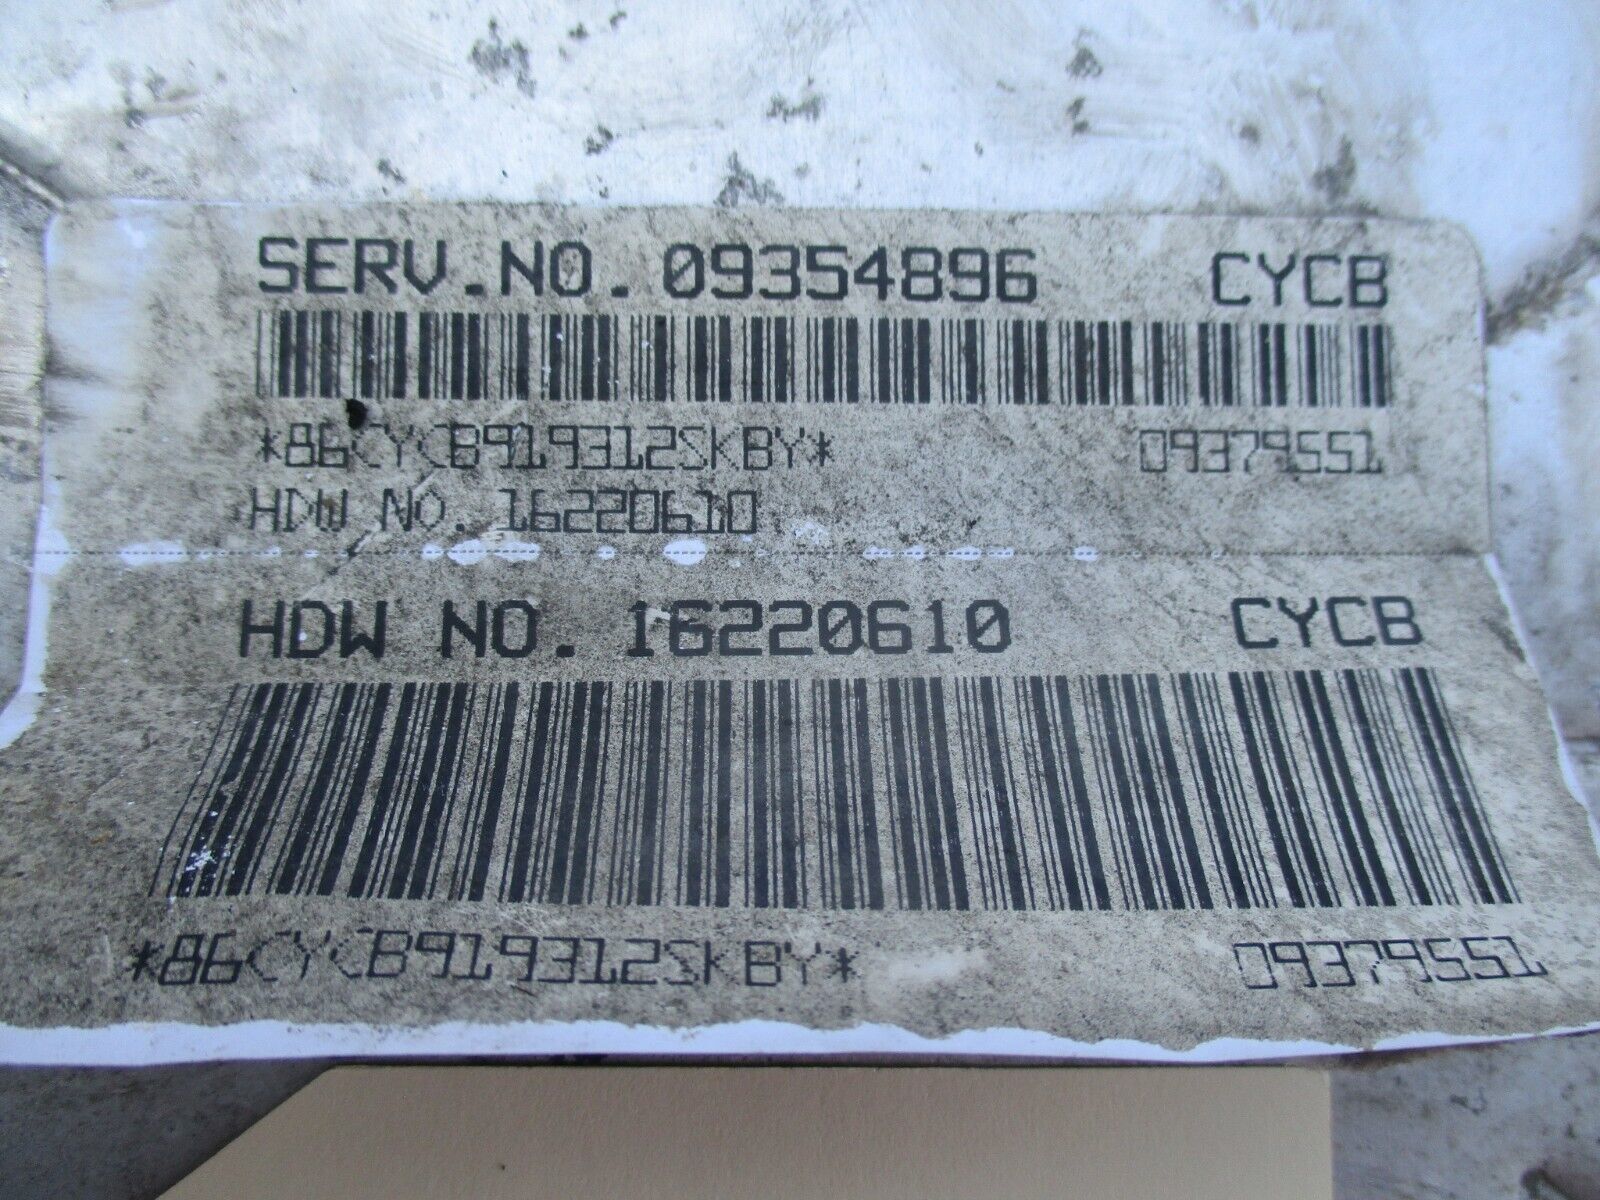 SERV.NO. 09354896 CYCB
*86CYCB919312SKBY* 09379551
HDW NO. 16220610
HDW NO. 16220610 CYCB
*86CYCB919312SKBY* 09379551